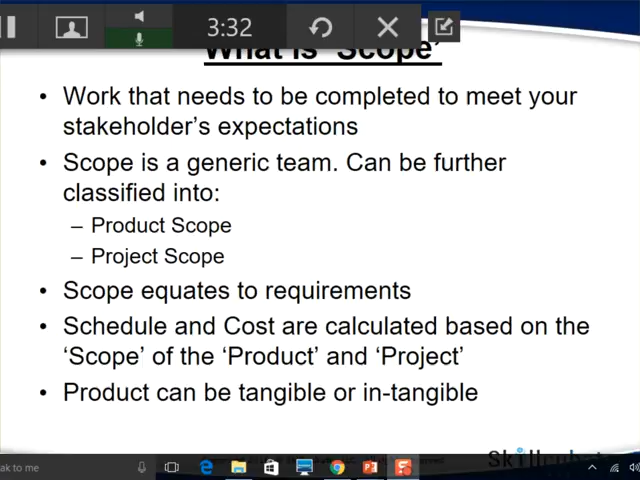 3:32
What is 'Scope'
• Work that needs to be completed to meet your
stakeholder's expectations
• Scope is a generic team. Can be further
classified into:
– Product Scope
– Project Scope
• Scope equates to requirements
• Schedule and Cost are calculated based on the
'Scope' of the 'Product' and 'Project'
• Product can be tangible or in-tangible
ak to me